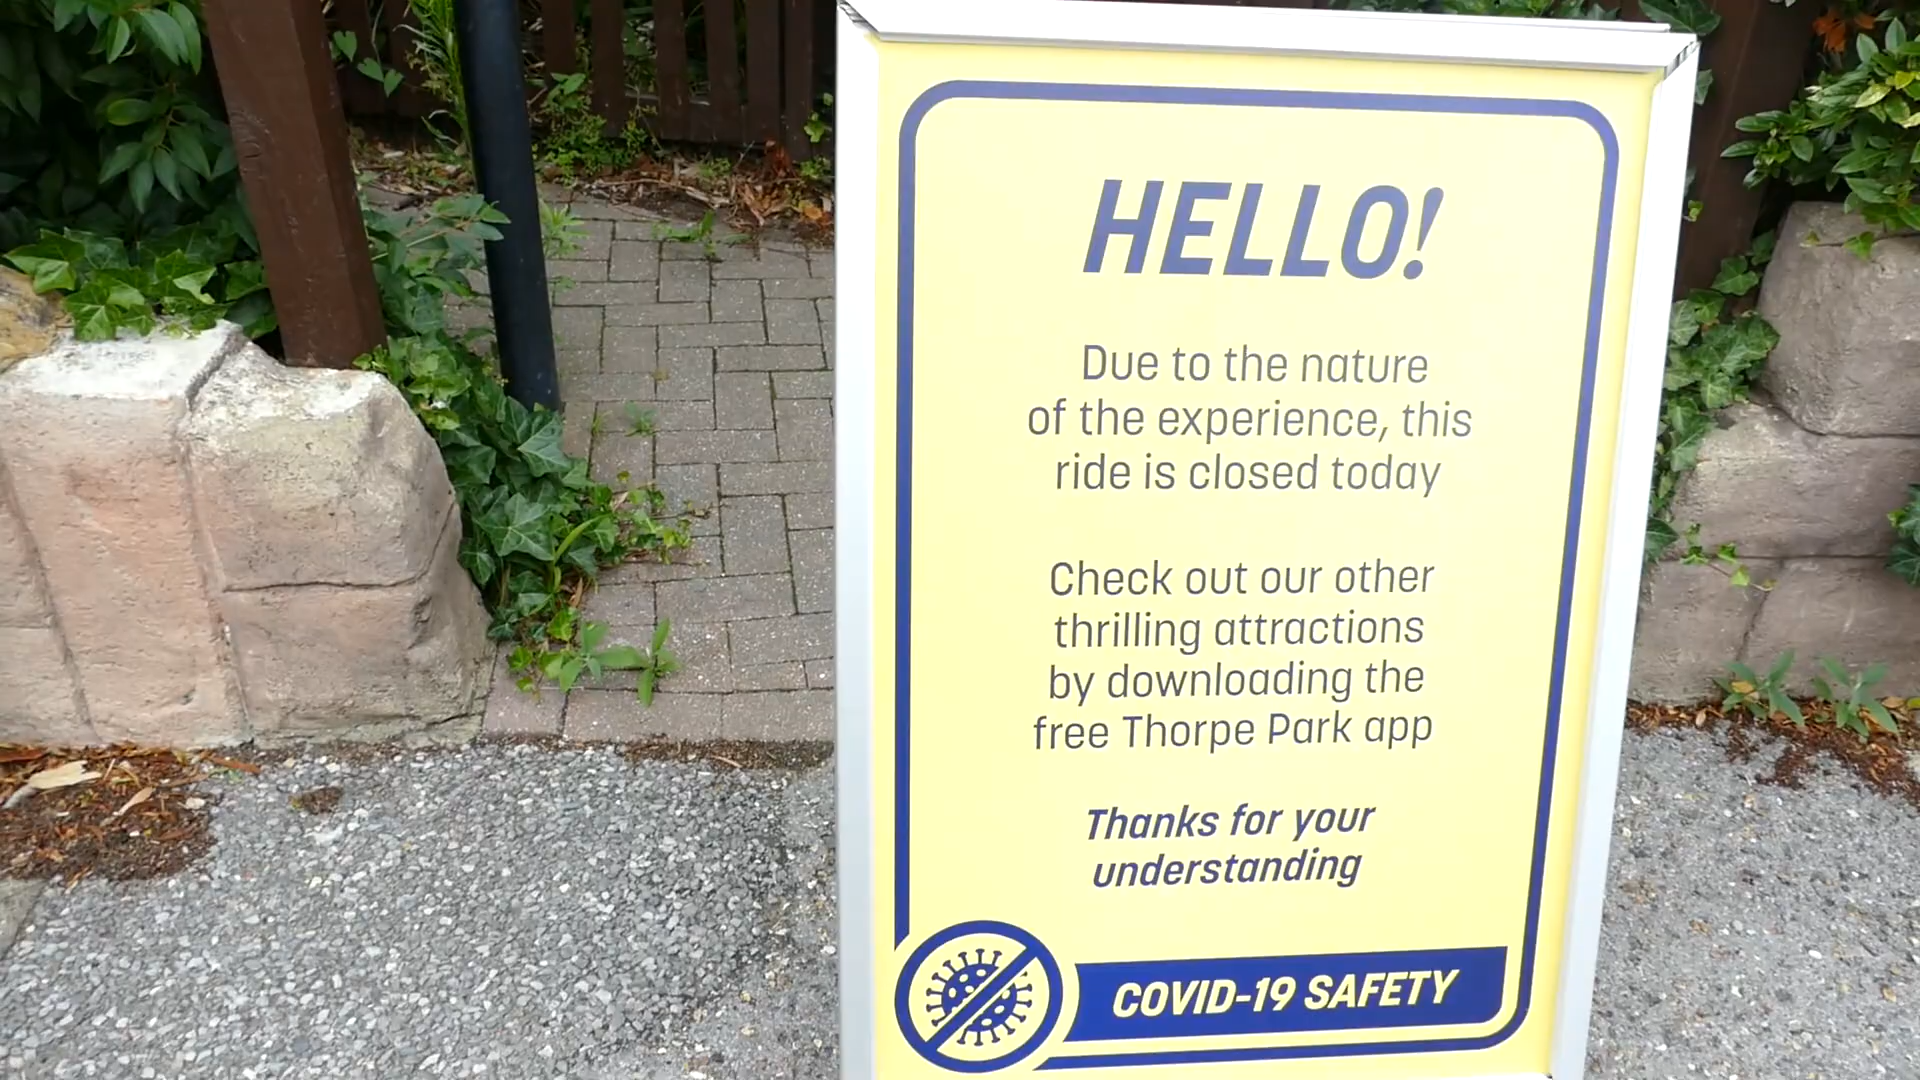 HELLO!
Due to the nature
of the experience, this
ride is closed today
Check out our other
thrilling attractions
by downloading the
free Thorpe Park app
Thanks for your
understanding
COVID-19 SAFETY